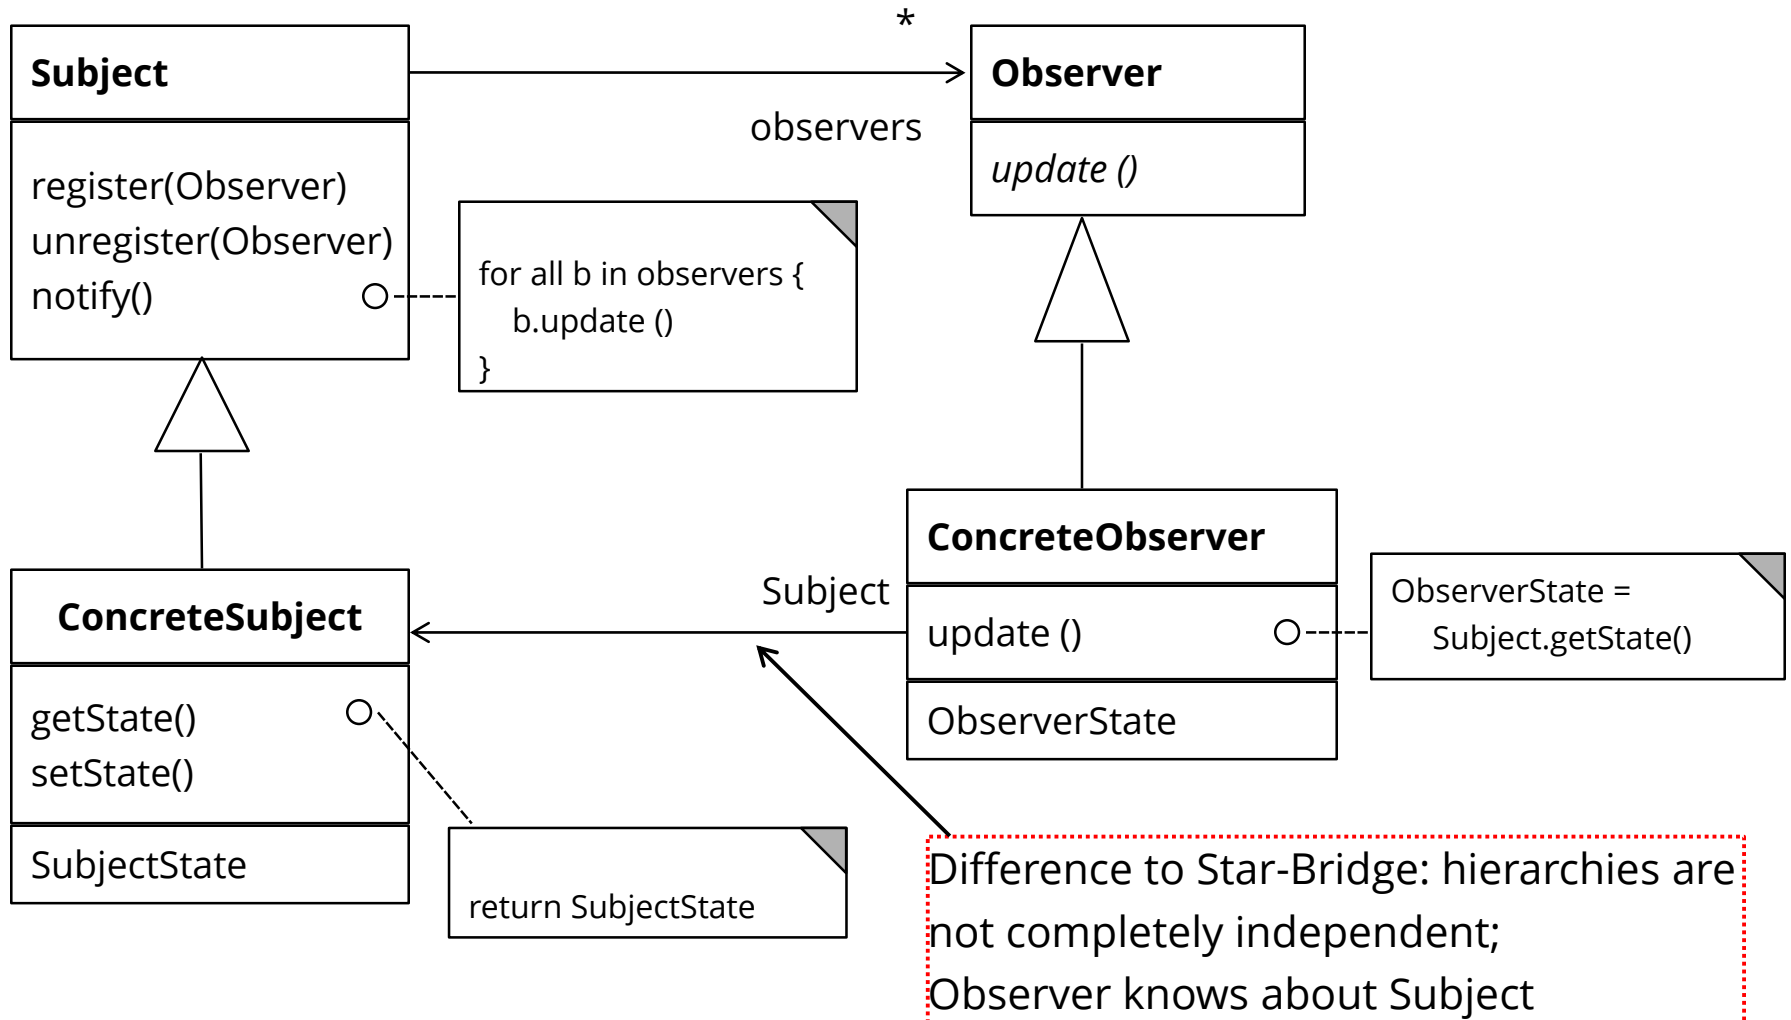 *
Subject
Observer
observers
update ()
register(Observer)
unregister(Observer)
notify()
for all b in observers {
b.update ()
}
ConcreteObserver
Subject
ObserverState =
Subject.getState()
ConcreteSubject
update ()
getState()
setState()
ObserverState
SubjectState
return SubjectState
Difference to Star-Bridge: hierarchies are
not completely independent;
Observer knows about Subject